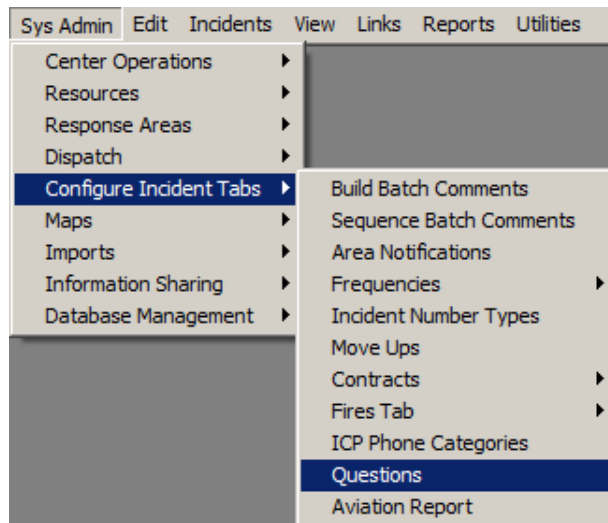 Sys Admin Edit Incidents View Links Reports Utilities
Center Operations
Resources
Response Areas
Dispatch
Configure Incident Tabs
Maps
Imports
Information Sharing
Database Management
Build Batch Comments
Sequence Batch Comments
Area Notifications
Frequencies
Incident Number Types
Move Ups
Contracts
Fires Tab
ICP Phone Categories
Questions
Aviation Report